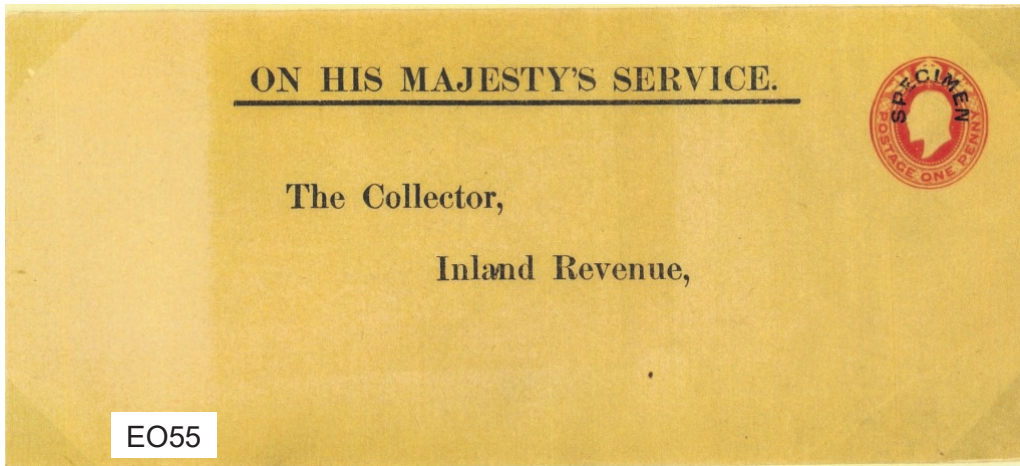 ON HIS MAJESTY'S SERVICE.
SPECIMEN
POSTAGE ONE PENNY
The Collector,
Inland Revenue,
EO55